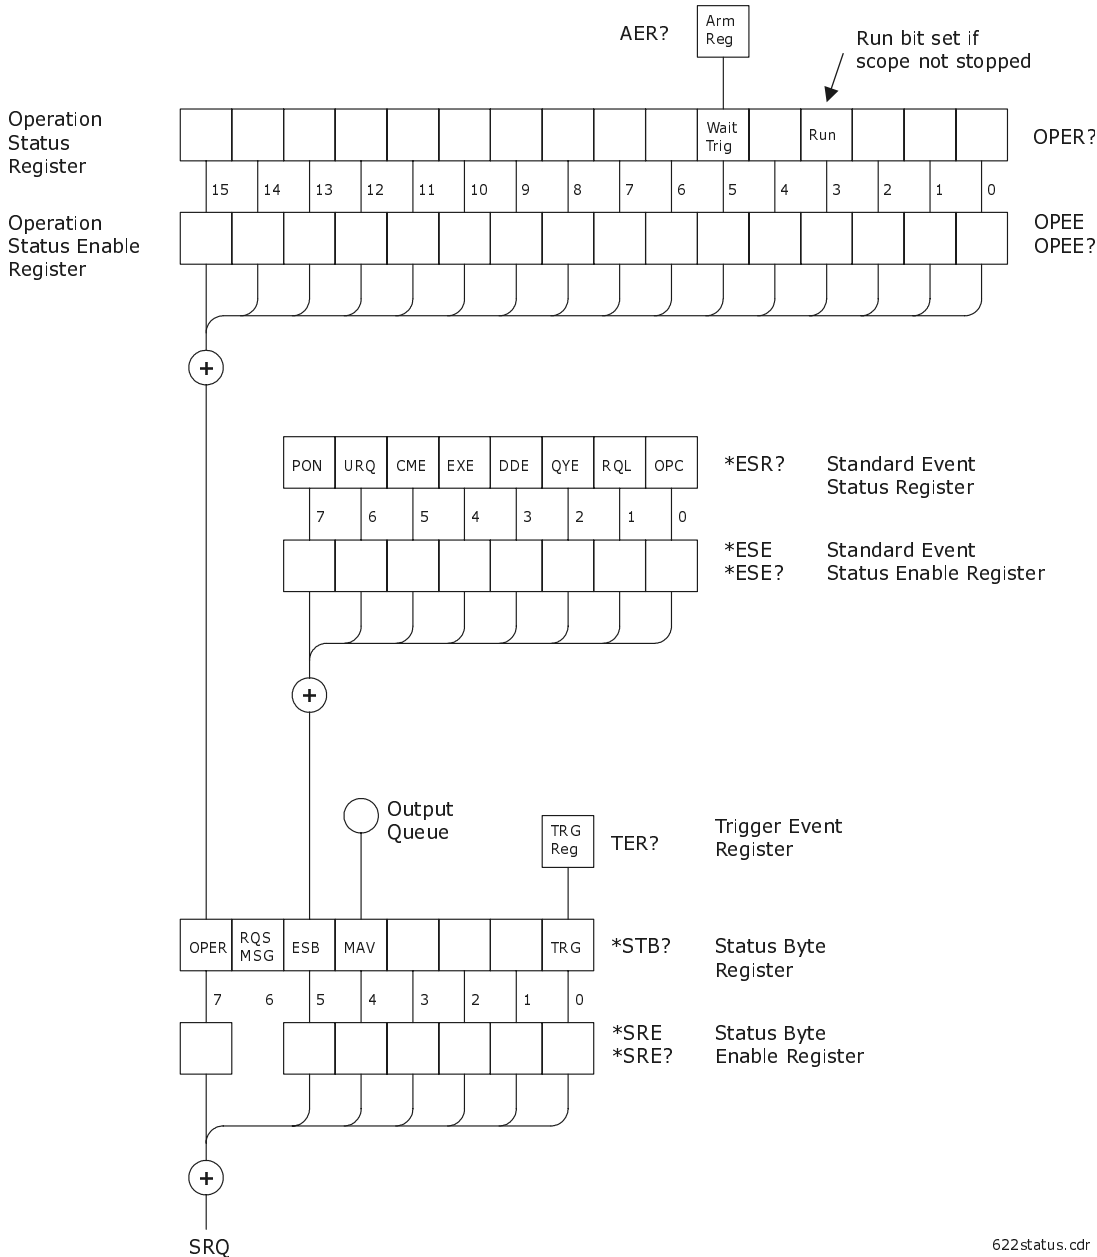 AER?
Arm
Reg
Run bit set if
scope not stopped
Operation
Status
Register
Wait
Trig
Run
OPER?
15 14 13 12 11 10 9 8 7 6 5 4 3 2 1 0
Operation
Status Enable
Register
OPEE
OPEE?
+
PON URQ CME EXE DDE QYE RQL OPC
*ESR?
Standard Event
Status Register
7 6 5 4 3 2 1 0
*ESE
*ESE?
Standard Event
Status Enable Register
+
Output
Queue
TRG
Reg
TER?
Trigger Event
Register
OPER
RQS
MSG
ESB
MAV
TRG
*STB?
Status Byte
Register
7 6 5 4 3 2 1 0
*SRE
*SRE?
Status Byte
Enable Register
+
SRQ
622status.cdr